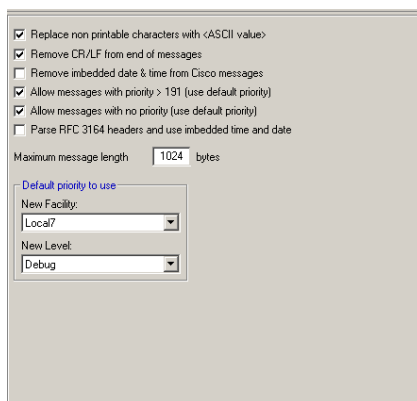 Replace non printable characters with <ASCII value>
Remove CR/LF from end of messages
Remove imbedded date & time from Cisco messages
Allow messages with priority > 191 (use default priority)
Allow messages with no priority (use default priority)
Parse RFC 3164 headers and use imbedded time and date
Maximum message length 1024 bytes
Default priority to use
New Facility:
Local7
New Level:
Debug